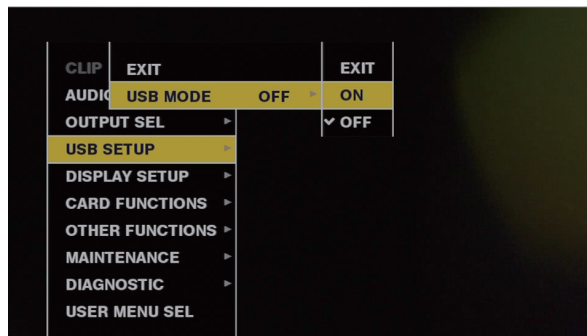 CLIP
EXIT
EXIT
USB MODE OFF ON
OUTPUT SEL
OFF
USB SETUP
DISPLAY SETUP
CARD FUNCTIONS
OTHER FUNCTIONS
MAINTENANCE
DIAGNOSTIC
USER MENU SEL